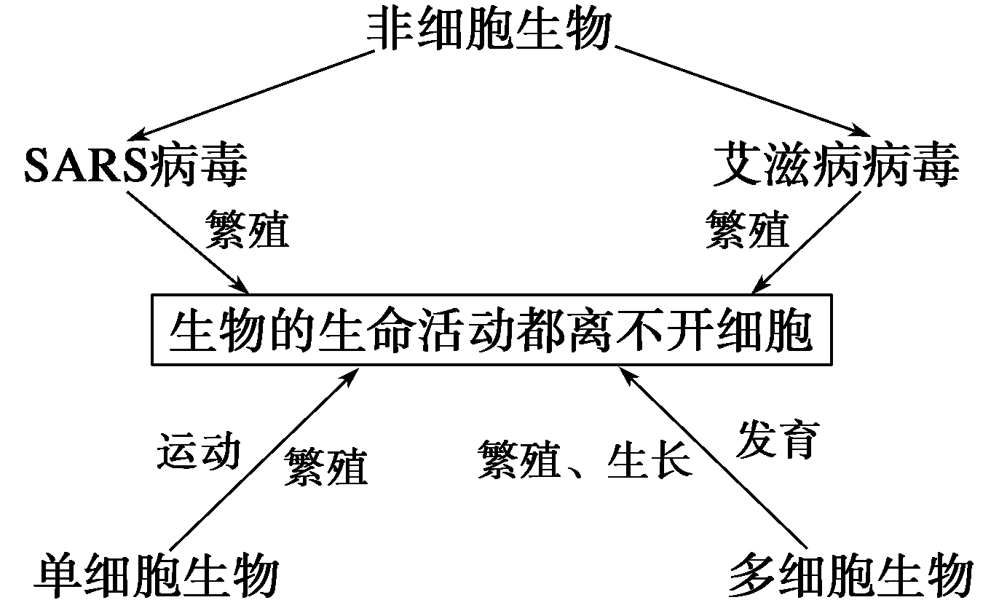 非细胞生物
SARS病毒
艾滋病病毒
繁殖
繁殖
生物的生命活动都离不开细胞
运动
繁殖
繁殖、生长
发育
单细胞生物
多细胞生物